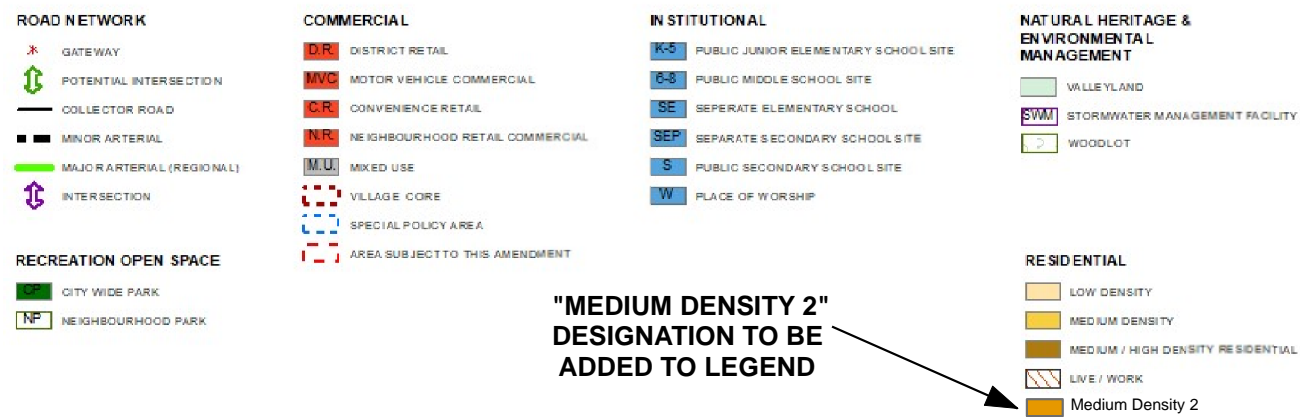 ROAD NETWORK
GATEWAY
POTENTIAL INTERSECTION
COLLECTOR ROAD
MINOR ARTERIAL
MAJOR ARTERIAL (REGIONAL)
INTERSECTION
RECREATION OPEN SPACE
CP CITY WIDE PARK
NP NEIGHBOURHOOD PARK
COMMERCIAL
D.R. DISTRICT RETAIL
MVC MOTOR VEHICLE COMMERCIAL
C.R. CONVENIENCE RETAIL
N.R. NEIGHBOURHOOD RETAIL COMMERCIAL
M.U. MIXED USE
VILLAGE CORE
SPECIAL POLICY AREA
AREA SUBJECT TO THIS AMENDMENT
INSTITUTIONAL
K-5 PUBLIC JUNIOR ELEMENTARY SCHOOL SITE
6-8 PUBLIC MIDDLE SCHOOL SITE
SE SEPERATE ELEMENTARY SCHOOL
SEP SEPARATE SECONDARY SCHOOL SITE
S PUBLIC SECONDARY SCHOOL SITE
W PLACE OF WORSHIP
"MEDIUM DENSITY 2"
DESIGNATION TO BE
ADDED TO LEGEND
NATURAL HERITAGE &
ENVIRONMENTAL
MANAGEMENT
VALLEYLAND
SWM STORMWATER MANAGEMENT FACILITY
WOODLOT
RESIDENTIAL
LOW DENSITY
MEDIUM DENSITY
MEDIUM / HIGH DENSITY RESIDENTIAL
LIVE / WORK
Medium Density 2